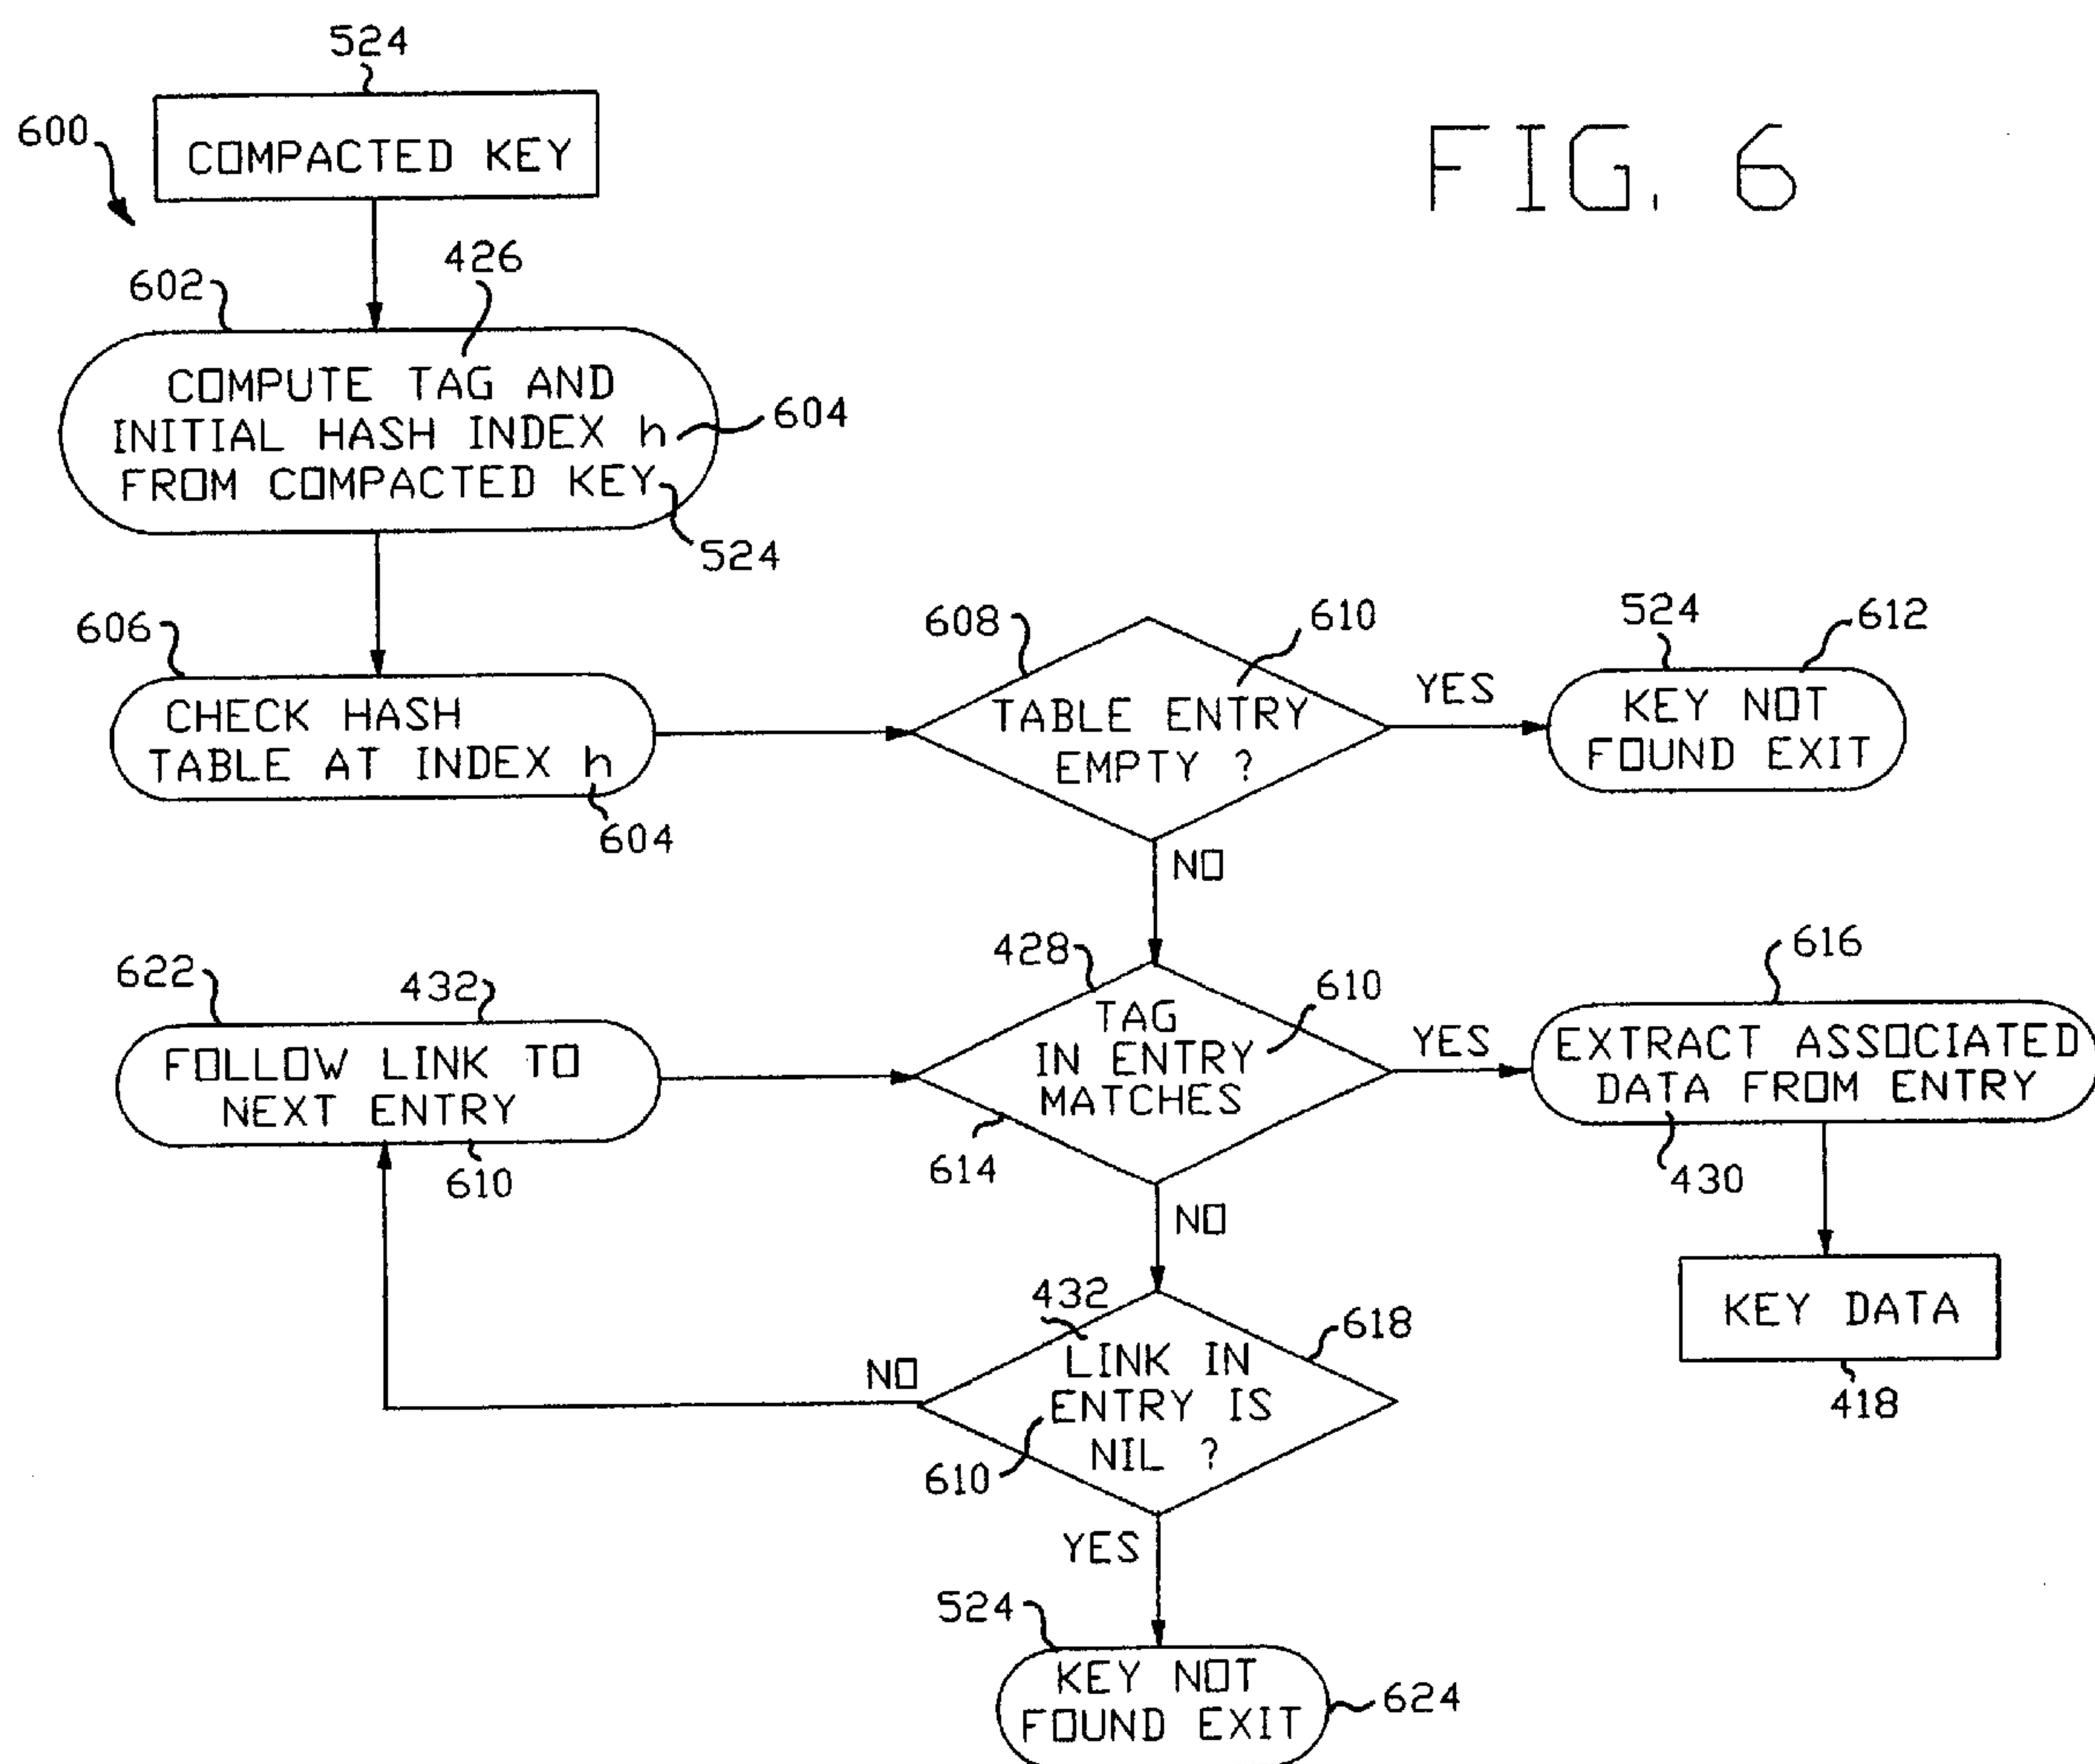 524
600
COMPACTED KEY
FIG. 6
602
426
COMPUTE TAG AND
INITIAL HASH INDEX h
604
FROM COMPACTED KEY
524
606
CHECK HASH
TABLE AT INDEX h
604
608
610
TABLE ENTRY
EMPTY ?
YES
524
612
KEY NOT
FOUND EXIT
NO
622
432
FOLLOW LINK TO
NEXT ENTRY
610
428
610
TAG
IN ENTRY
MATCHES
614
YES
616
EXTRACT ASSOCIATED
DATA FROM ENTRY
430
NO
KEY DATA
418
432
618
LINK IN
ENTRY IS
NIL ?
610
NO
YES
524
KEY NOT
FOUND EXIT
624